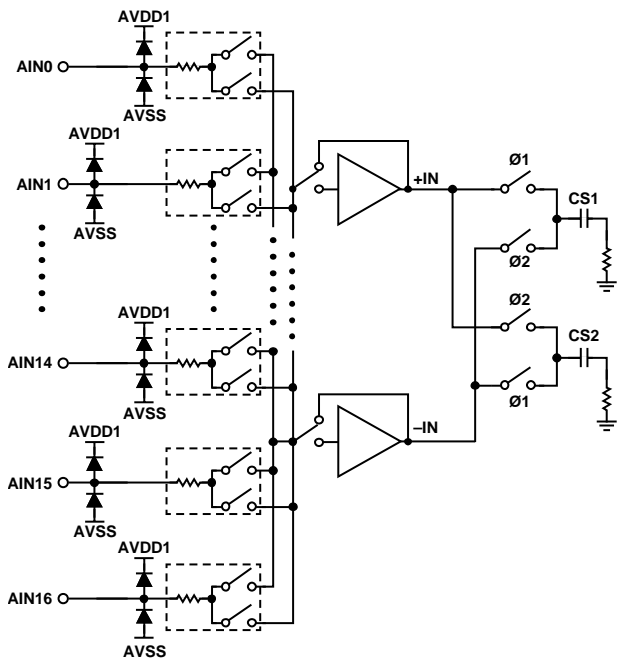 AVDD1
AIN0
AVSS
AVDD1
AIN1
AVSS
+IN
Ø1
CS1
Ø2
Ø2
CS2
Ø1
AVDD1
AIN14
AVSS
–IN
AVDD1
AIN15
AVSS
AVDD1
AIN16
AVSS